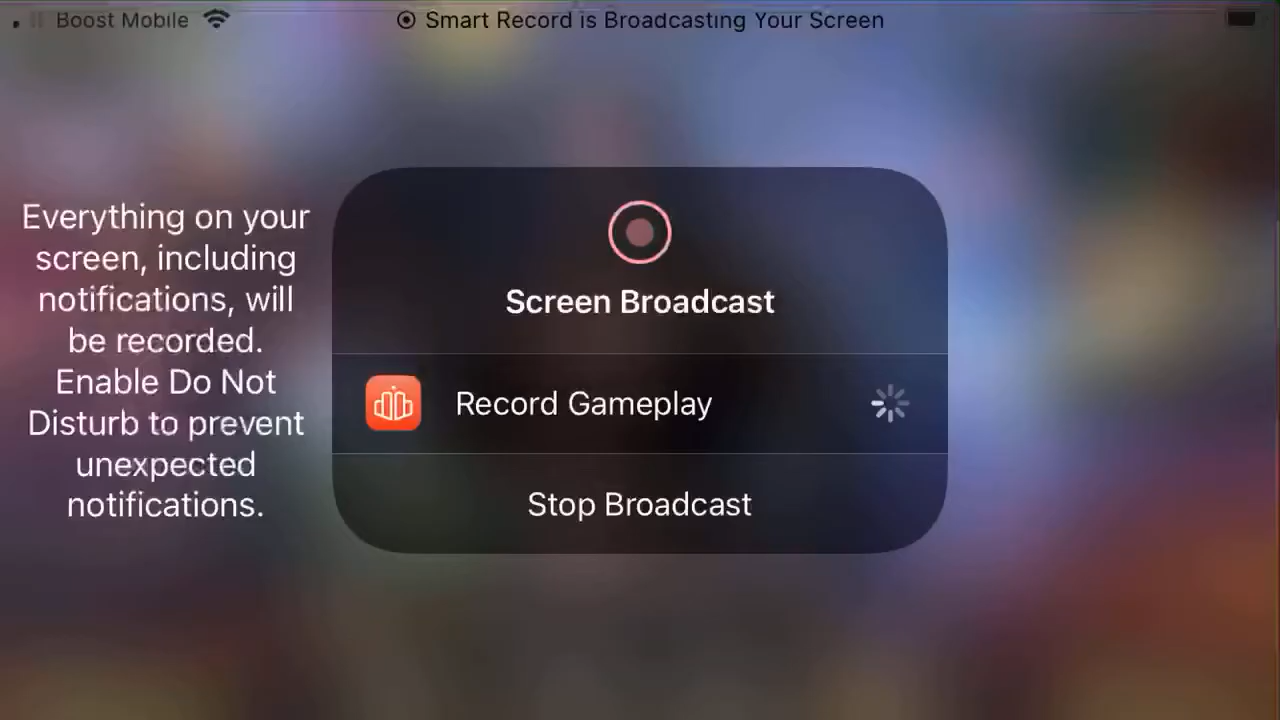 Boost Mobile
Smart Record is Broadcasting Your Screen
Everything on your
screen, including
notifications, will
be recorded.
Enable Do Not
Disturb to prevent
unexpected
notifications.
Screen Broadcast
Record Gameplay
Stop Broadcast